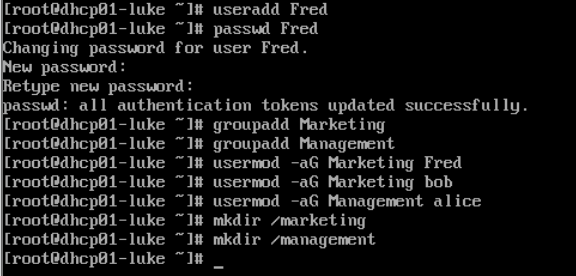 [root@dhcp01-luke ~]# useradd Fred
[root@dhcp01-luke ~]# passwd Fred
Changing password for user Fred.
New password:
Retype new password:
passwd: all authentication tokens updated successfully.
[root@dhcp01-luke ~]# groupadd Marketing
[root@dhcp01-luke ~]# groupadd Management
[root@dhcp01-luke ~]# usermod -aG Marketing Fred
[root@dhcp01-luke ~]# usermod -aG Marketing bob
[root@dhcp01-luke ~]# usermod -aG Management alice
[root@dhcp01-luke ~]# mkdir /marketing
[root@dhcp01-luke ~]# mkdir /management
[root@dhcp01-luke ~]# _